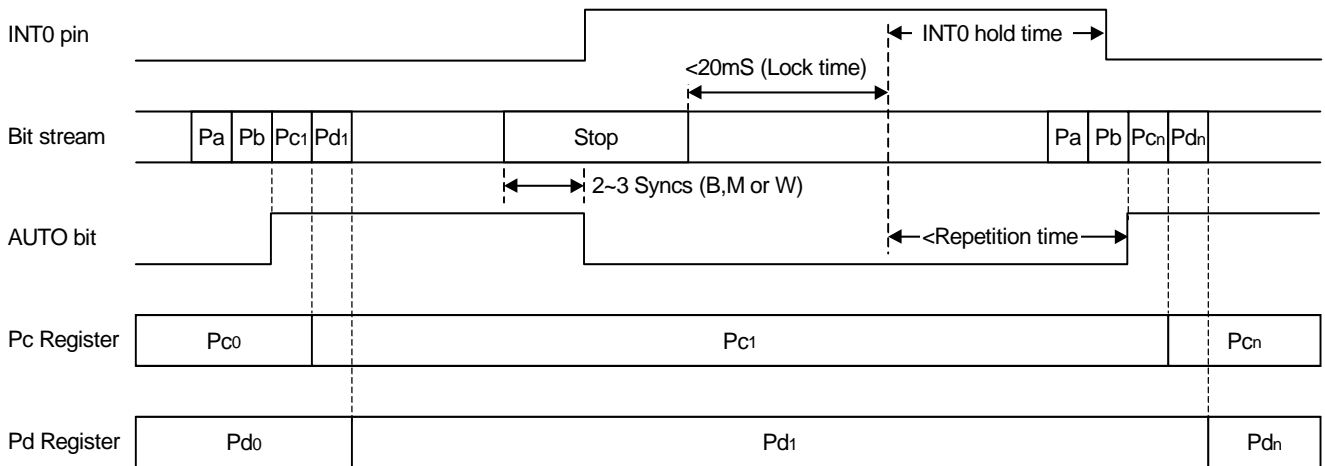 INT0 pin
INT0 hold time
<20mS (Lock time)
Bit stream
Pa Pb Pc1 Pd1 Stop Pa Pb Pcn Pdn
2~3 Syncs (B,M or W)
AUTO bit
<Repetition time
Pc Register
Pc0 Pc1 Pcn
Pd Register
Pd0 Pd1 Pdn